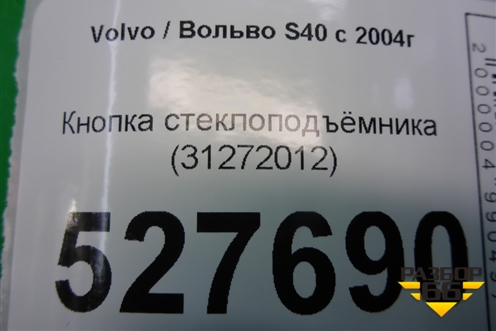 Volvo / Вольво S40 с 2004г
Кнопка стеклоподъёмника
(31272012)
527690
РАЗБОР
66